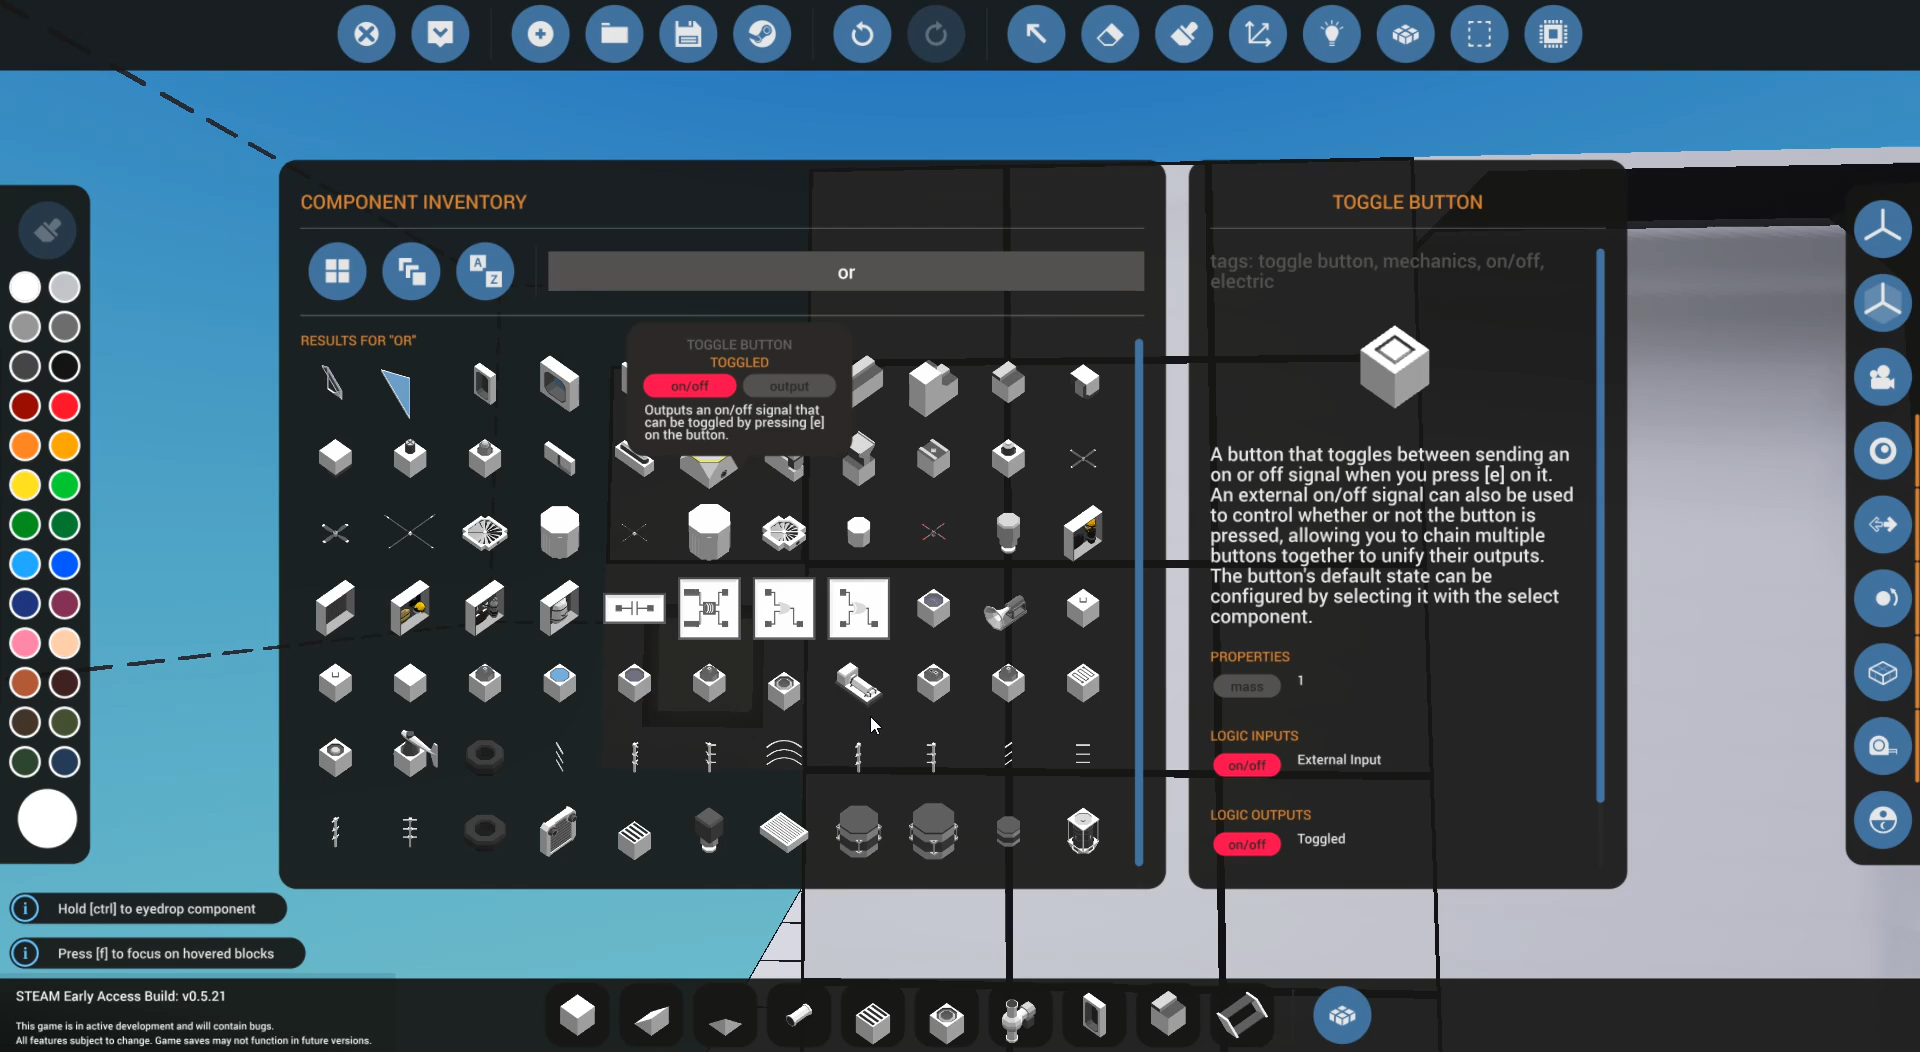 COMPONENT INVENTORY
A
Z
or
RESULTS FOR "OR"
TOGGLE BUTTON
TOGGLED
on/off
output
Outputs an on/off signal that
can be toggled by pressing [e]
on the button.
TOGGLE BUTTON
tags: toggle button, mechanics, on/off,
electric
A button that toggles between sending an
on or off signal when you press [e] on it.
An external on/off signal can also be used
to control whether or not the button is
pressed, allowing you to chain multiple
buttons together to unify their outputs.
The button's default state can be
configured by selecting it with the select
component.
PROPERTIES
mass
1
LOGIC INPUTS
on/off
External Input
LOGIC OUTPUTS
on/off
Toggled
Hold [ctrl] to eyedrop component
Press [f] to focus on hovered blocks
STEAM Early Access Build: v0.5.21
This game is in active development and will contain bugs.
All features subject to change. Game saves may not function in future versions.